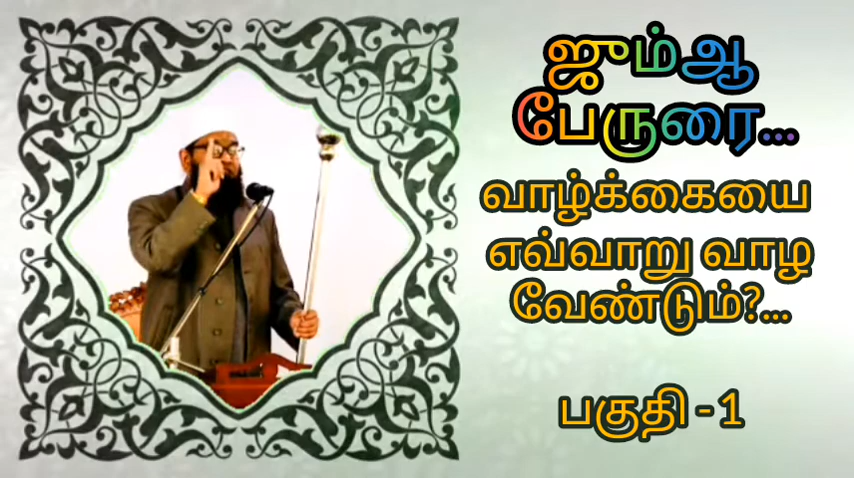 ஜும்ஆ
பேருரை...
வாழ்க்கையை
எவ்வாறு வாழ
வேண்டும்?...
பகுதி - 1